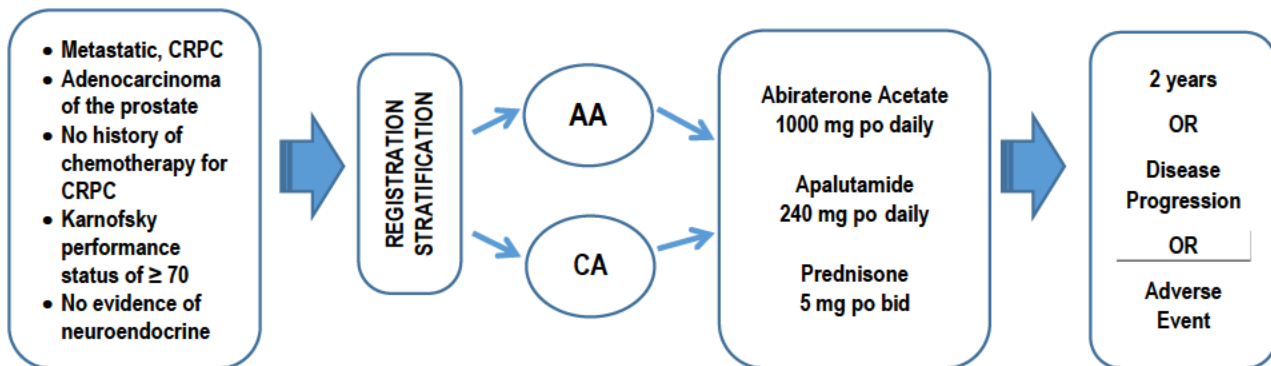 • Metastatic, CRPC
• Adenocarcinoma
of the prostate
• No history of
chemotherapy for
CRPC
• Karnofsky
performance
status of ≥ 70
• No evidence of
neuroendocrine
REGISTRATION
STRATIFICATION
AA
CA
Abiraterone Acetate
1000 mg po daily
Apalutamide
240 mg po daily
Prednisone
5 mg po bid
2 years
OR
Disease
Progression
OR
Adverse
Event